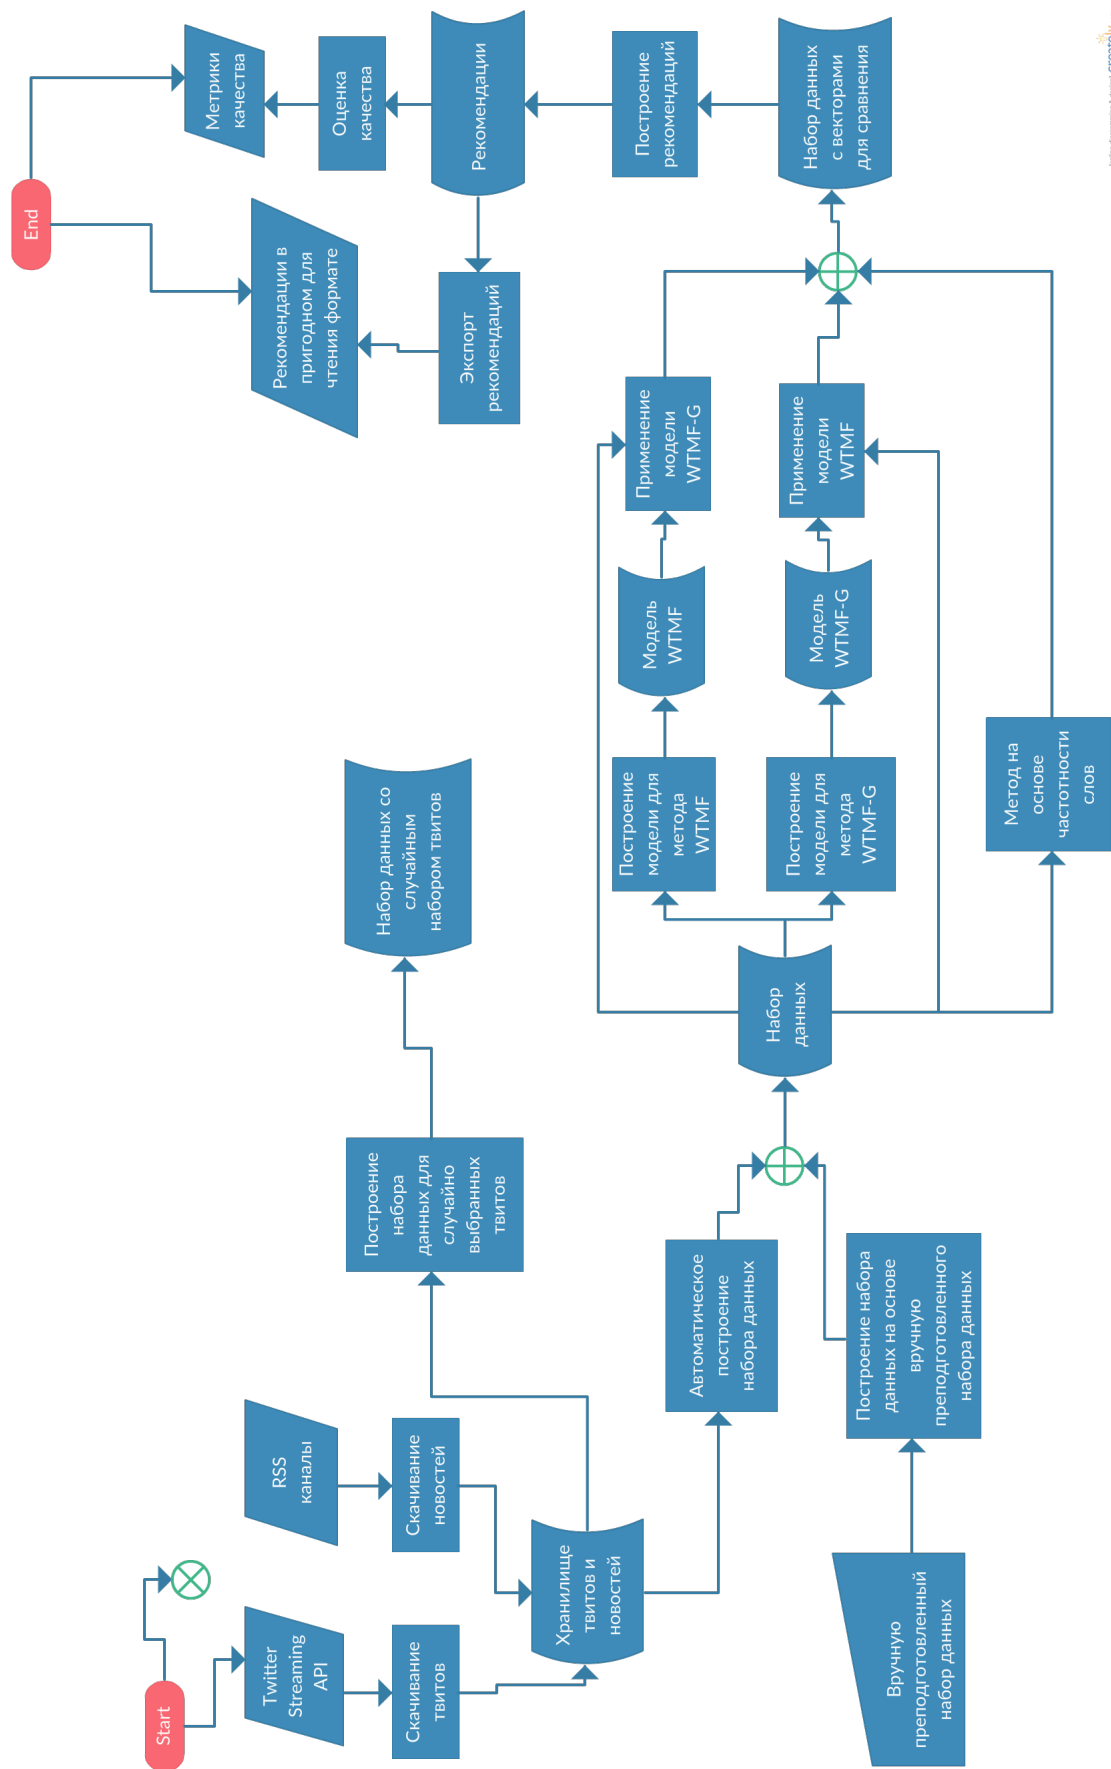 Start
Twitter
Streaming
API
RSS
каналы
Скачивание
твитов
Скачивание
новостей
Хранилище
твитов и
новостей
Построение
набора
данных для
случайно
выбранных
твитов
Набор данных со
случайным
набором твитов
Автоматическое
построение
набора данных
Вручную
преподготовленный
набор данных
Построение набора
данных на основе
вручную
преподготовленного
набора данных
Набор
данных
Построение
модели для
метода
WTMF
Модель
WTMF
Применение
модели
WTMF-G
Построение
модели для
метода
WTMF-G
Модель
WTMF-G
Применение
модели
WTMF
Метод на
основе
частотности
слов
Набор данных
с векторами
для сравнения
Построение
рекомендаций
Рекомендации
Оценка
качества
Метрики
качества
Экспорт
рекомендаций
Рекомендации в
пригодном для
чтения формате
End